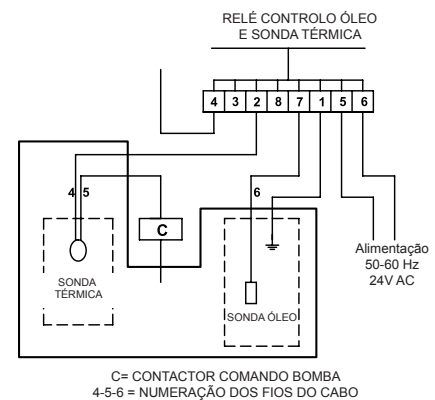 RELÉ CONTROLO ÓLEO
E SONDA TÉRMICA
4 3 2 8 7 1 5 6
4 5
6
C
SONDA
TÉRMICA
SONDA ÓLEO
Alimentação
50-60 Hz
24V AC
C= CONTACTOR COMANDO BOMBA
4-5-6 = NUMERAÇÃO DOS FIOS DO CABO